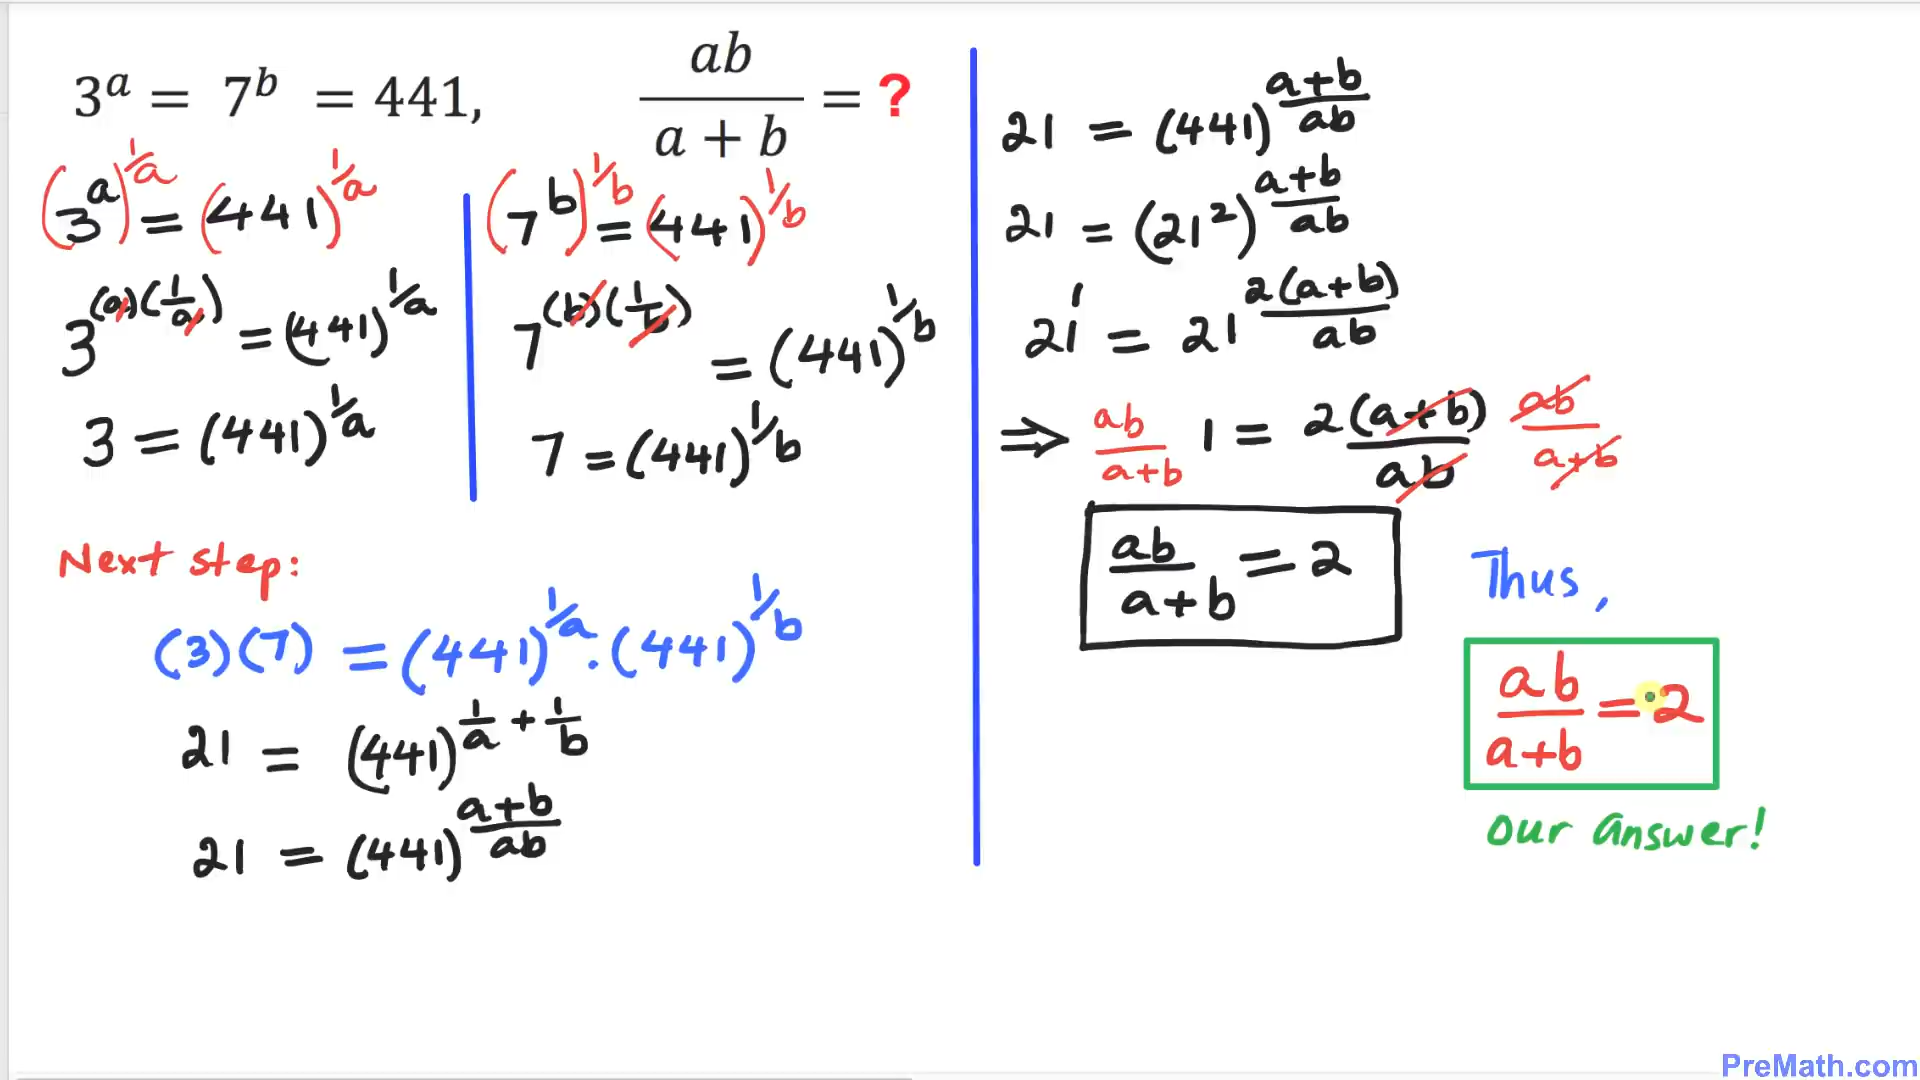 3^a = 7^b = 441, ab/(a + b) = ?
(3^a)^(1/a) = (441)^(1/a)
3^((a)(1/a)) = (441)^(1/a)
3 = (441)^(1/a)
(7^b)^(1/b) = (441)^(1/b)
7^((b)(1/b)) = (441)^(1/b)
7 = (441)^(1/b)
Next step:
(3)(7) = (441)^(1/a) . (441)^(1/b)
21 = (441)^(1/a + 1/b)
21 = (441)^((a+b)/ab)
21 = (441)^((a+b)/ab)
21 = (21²)^((a+b)/ab)
21^1 = 21^(2(a+b)/ab)
⇒ ab/(a+b) 1 = 2(a+b)/ab ab/(a+b)
ab/(a+b) = 2
Thus,
ab/(a+b) = 2
our answer!
PreMath.com